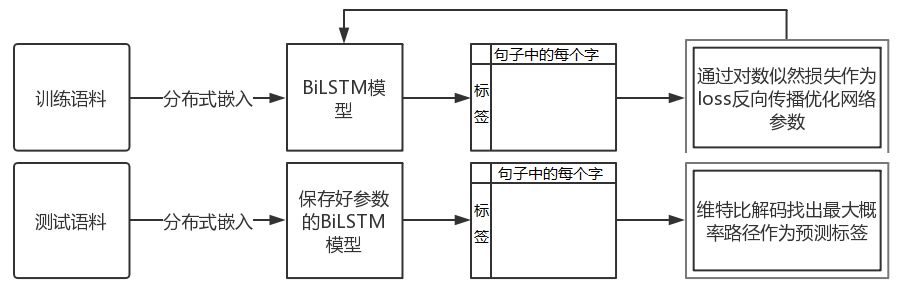 句子中的每个字
训练语料
分布式嵌入
BiLSTM模
型
标
签
通过对数似然损失作为
loss反向传播优化网络
参数
句子中的每个字
测试语料
分布式嵌入
保存好参数
的BiLSTM
模型
标
签
维特比解码找出最大概
率路径作为预测标签